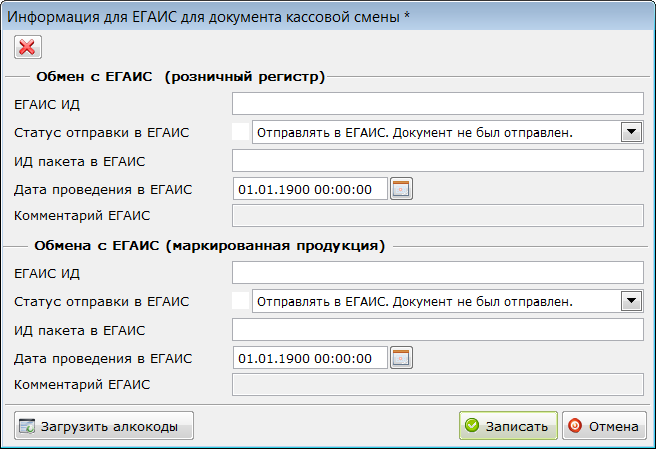 Информация для ЕГАИС для документа кассовой смены *
Обмен с ЕГАИС (розничный регистр)
ЕГАИС ИД
Статус отправки в ЕГАИС Отправлять в ЕГАИС. Документ не был отправлен.
ИД пакета в ЕГАИС
Дата проведения в ЕГАИС 01.01.1900 00:00:00
Комментарий ЕГАИС
Обмена с ЕГАИС (маркированная продукция)
ЕГАИС ИД
Статус отправки в ЕГАИС Отправлять в ЕГАИС. Документ не был отправлен.
ИД пакета в ЕГАИС
Дата проведения в ЕГАИС 01.01.1900 00:00:00
Комментарий ЕГАИС
Загрузить алкокоды Записать Отмена